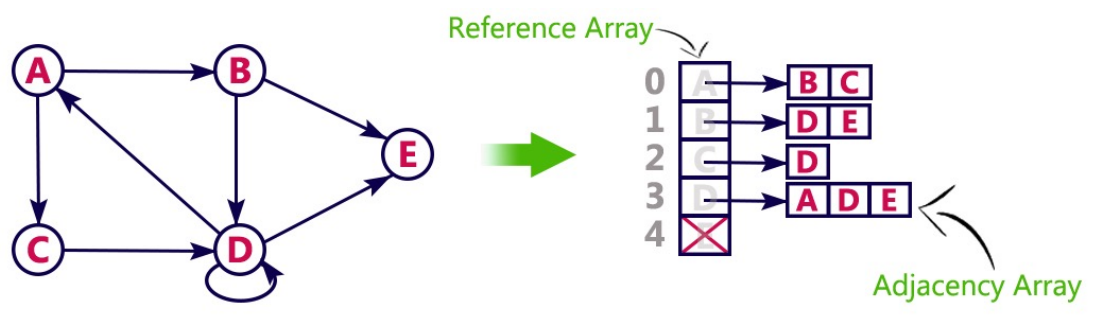 Reference Array
A
B
E
C
D
0 A B C
1 B D E
2 C D
3 D A D E
4 E
Adjacency Array